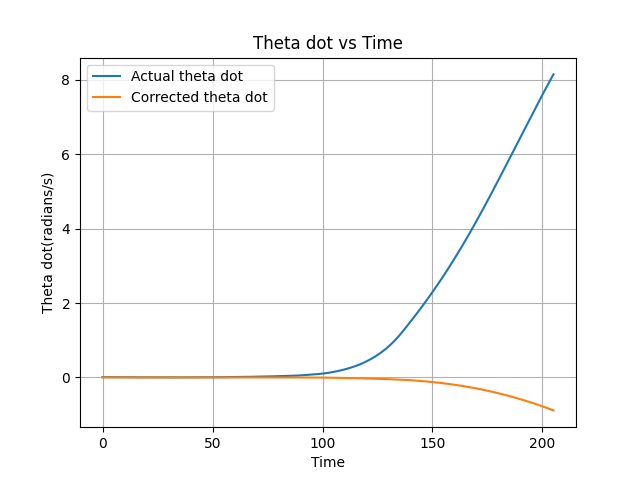 Theta dot vs Time
Actual theta dot
Corrected theta dot
Theta dot(radians/s)
8
6
4
2
0
0 50 100 150 200
Time